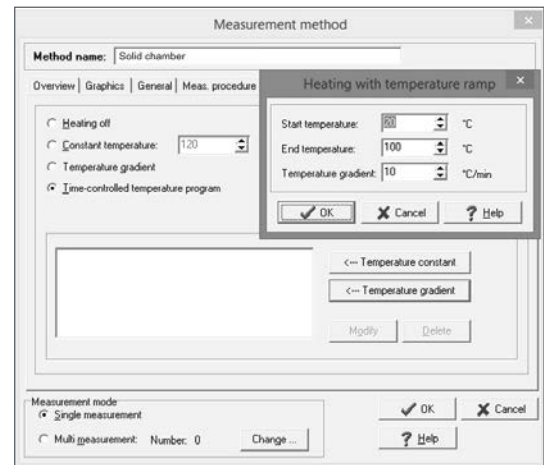 Measurement method
Method name: Solid chamber
Overview Graphics General Meas. procedure
Heating with temperature ramp
Start temperature: °C
End temperature: 100 °C
Temperature gradient: 10 °C/min
OK Cancel Help
Heating off
Constant temperature: 120
Temperature gradient
Time-controlled temperature program
<--- Temperature constant
<--- Temperature gradient
Modify Delete
Measurement mode
Single measurement
Multi measurement: Number: 0 Change ...
OK Cancel
Help